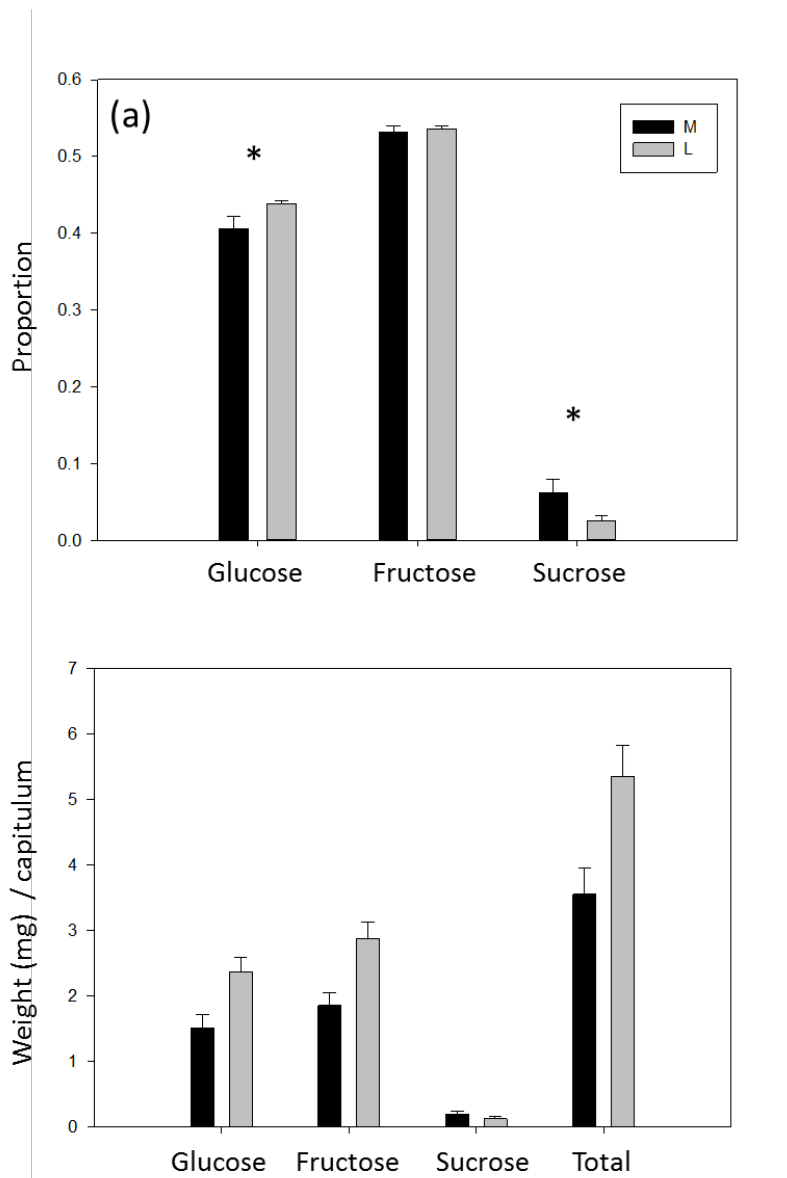 (a)
*
*
M
L
0.6
0.5
0.4
0.3
0.2
0.1
0.0
Proportion
Glucose Fructose Sucrose
7
6
5
4
3
2
1
0
Weight (mg) / capitulum
Glucose Fructose Sucrose Total